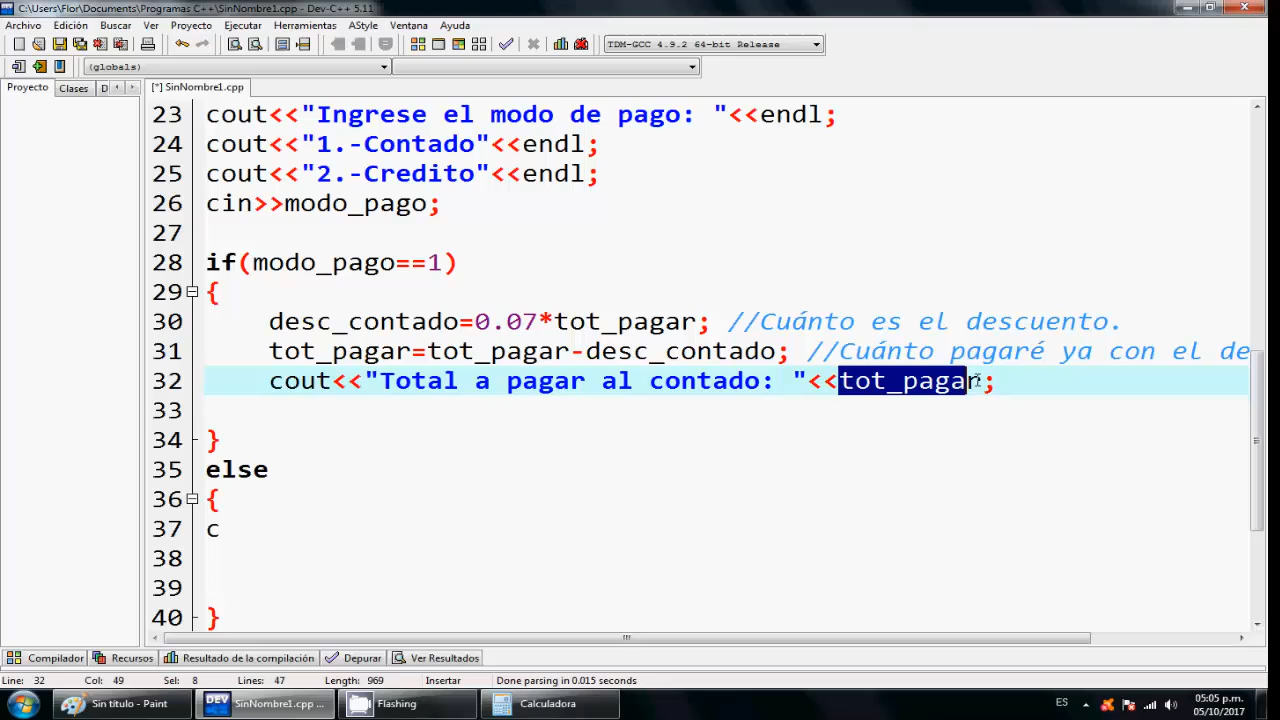 C:\Users\Flor\Documents\Programas C++\SinNombre1.cpp - Dev-C++ 5.11
Archivo Edición Buscar Ver Proyecto Ejecutar Herramientas AStyle Ventana Ayuda
TDM-GCC 4.9.2 64-bit Release
(globals)
Proyecto Clases D [*] SinNombre1.cpp
23 cout<<"Ingrese el modo de pago: "<<endl;
24 cout<<"1.-Contado"<<endl;
25 cout<<"2.-Credito"<<endl;
26 cin>>modo_pago;
27
28 if(modo_pago==1)
29 {
30 desc_contado=0.07*tot_pagar; //Cuánto es el descuento.
31 tot_pagar=tot_pagar-desc_contado; //Cuánto pagaré ya con el de
32 cout<<"Total a pagar al contado: "<<tot_pagar;
33
34 }
35 else
36 {
37 c
38
39
40 }
Compilador Recursos Resultado de la compilación Depurar Ver Resultados
Line: 32 Col: 49 Sel: 8 Lines: 47 Length: 969 Insertar Done parsing in 0.015 seconds
Sin título - Paint DEV SinNombre1.cpp ... Flashing Calculadora ES 05:05 p.m.
05/10/2017